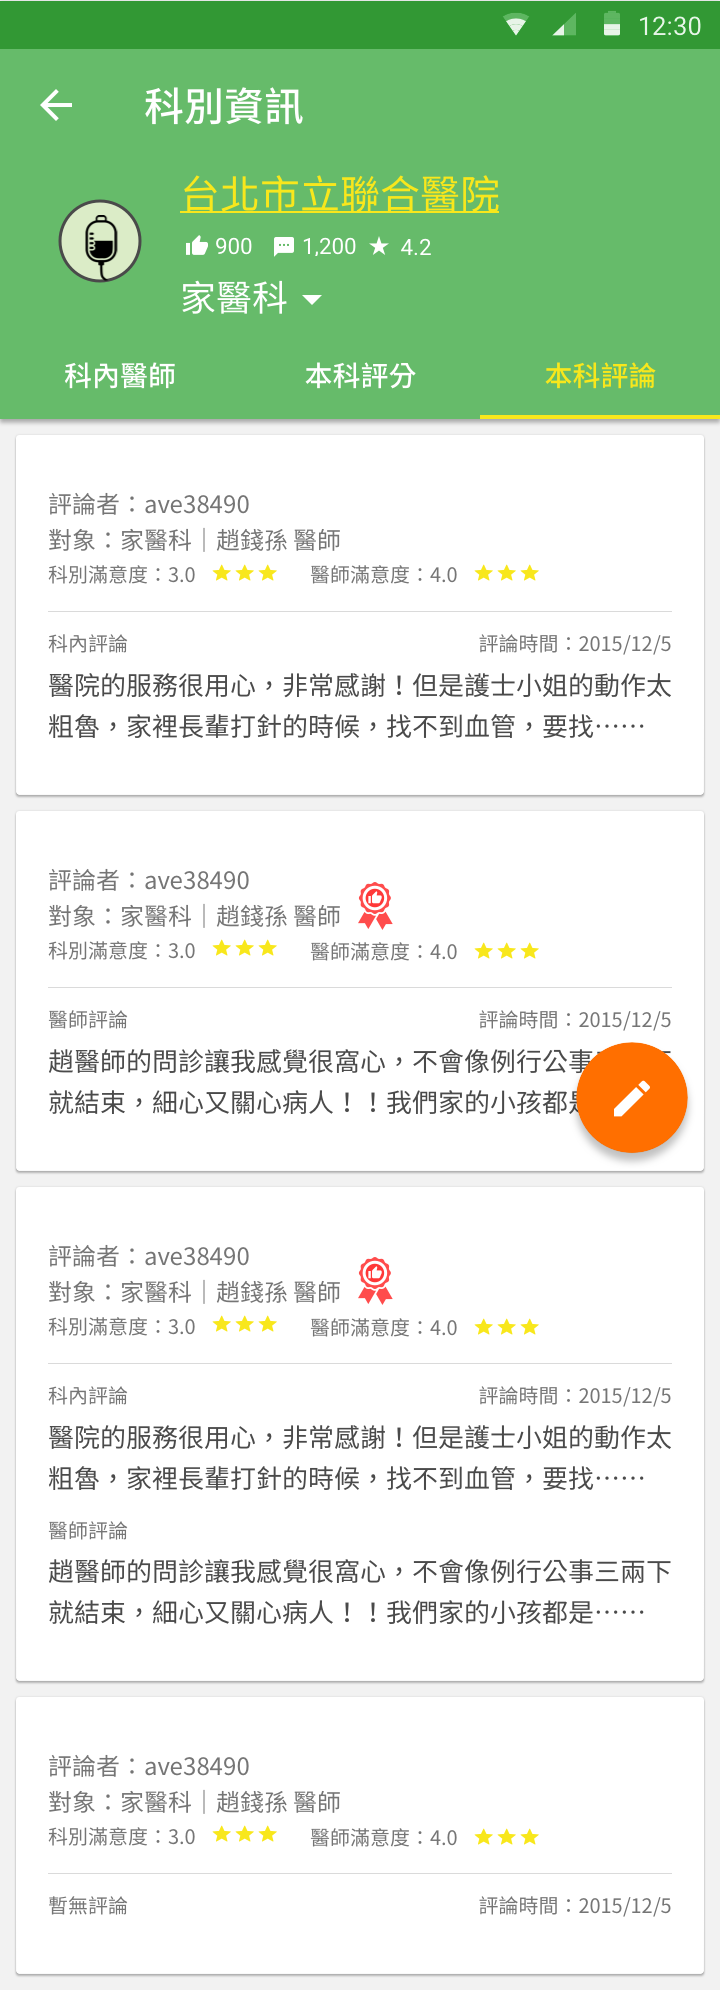 12:30
科別資訊
台北市立聯合醫院
900 1,200 4.2
家醫科
科內醫師 本科評分 本科評論
評論者：ave38490
對象：家醫科｜趙錢孫 醫師
科別滿意度：3.0 醫師滿意度：4.0
科內評論 評論時間：2015/12/5
醫院的服務很用心，非常感謝！但是護士小姐的動作太
粗魯，家裡長輩打針的時候，找不到血管，要找……
評論者：ave38490
對象：家醫科｜趙錢孫 醫師
科別滿意度：3.0 醫師滿意度：4.0
醫師評論 評論時間：2015/12/5
趙醫師的問診讓我感覺很窩心，不會像例行公事
就結束，細心又關心病人！！我們家的小孩都
評論者：ave38490
對象：家醫科｜趙錢孫 醫師
科別滿意度：3.0 醫師滿意度：4.0
科內評論 評論時間：2015/12/5
醫院的服務很用心，非常感謝！但是護士小姐的動作太
粗魯，家裡長輩打針的時候，找不到血管，要找……
醫師評論
趙醫師的問診讓我感覺很窩心，不會像例行公事三兩下
就結束，細心又關心病人！！我們家的小孩都是……
評論者：ave38490
對象：家醫科｜趙錢孫 醫師
科別滿意度：3.0 醫師滿意度：4.0
暫無評論 評論時間：2015/12/5